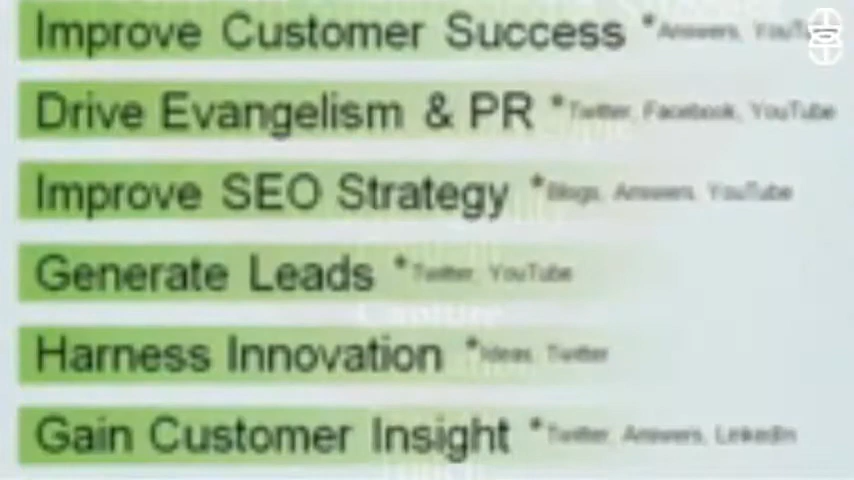 Improve Customer Success *Answers, YouTu
Drive Evangelism & PR *Twitter, Facebook, YouTube
Improve SEO Strategy *Blogs, Answers, YouTube
Generate Leads *Twitter, YouTube
Harness Innovation *Ideas, Twitter
Gain Customer Insight *Twitter, Answers, LinkedIn